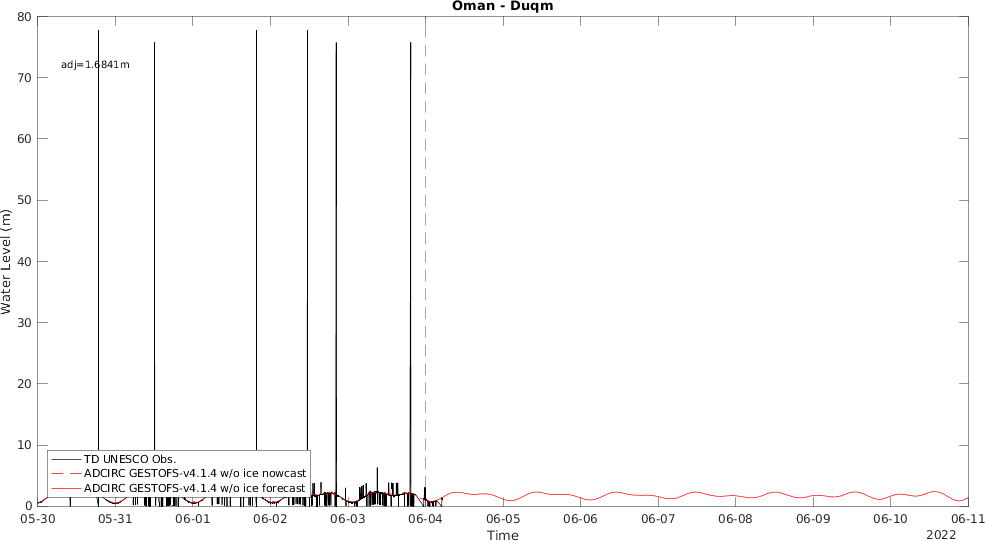 Oman - Duqm
80
adj=1.6841m
70
60
50
40
30
20
10
0
Water Level (m)
TD UNESCO Obs.
ADCIRC GESTOFS-v4.1.4 w/o ice nowcast
ADCIRC GESTOFS-v4.1.4 w/o ice forecast
05-30 05-31 06-01 06-02 06-03 06-04 06-05 06-06 06-07 06-08 06-09 06-10 06-11
Time
2022